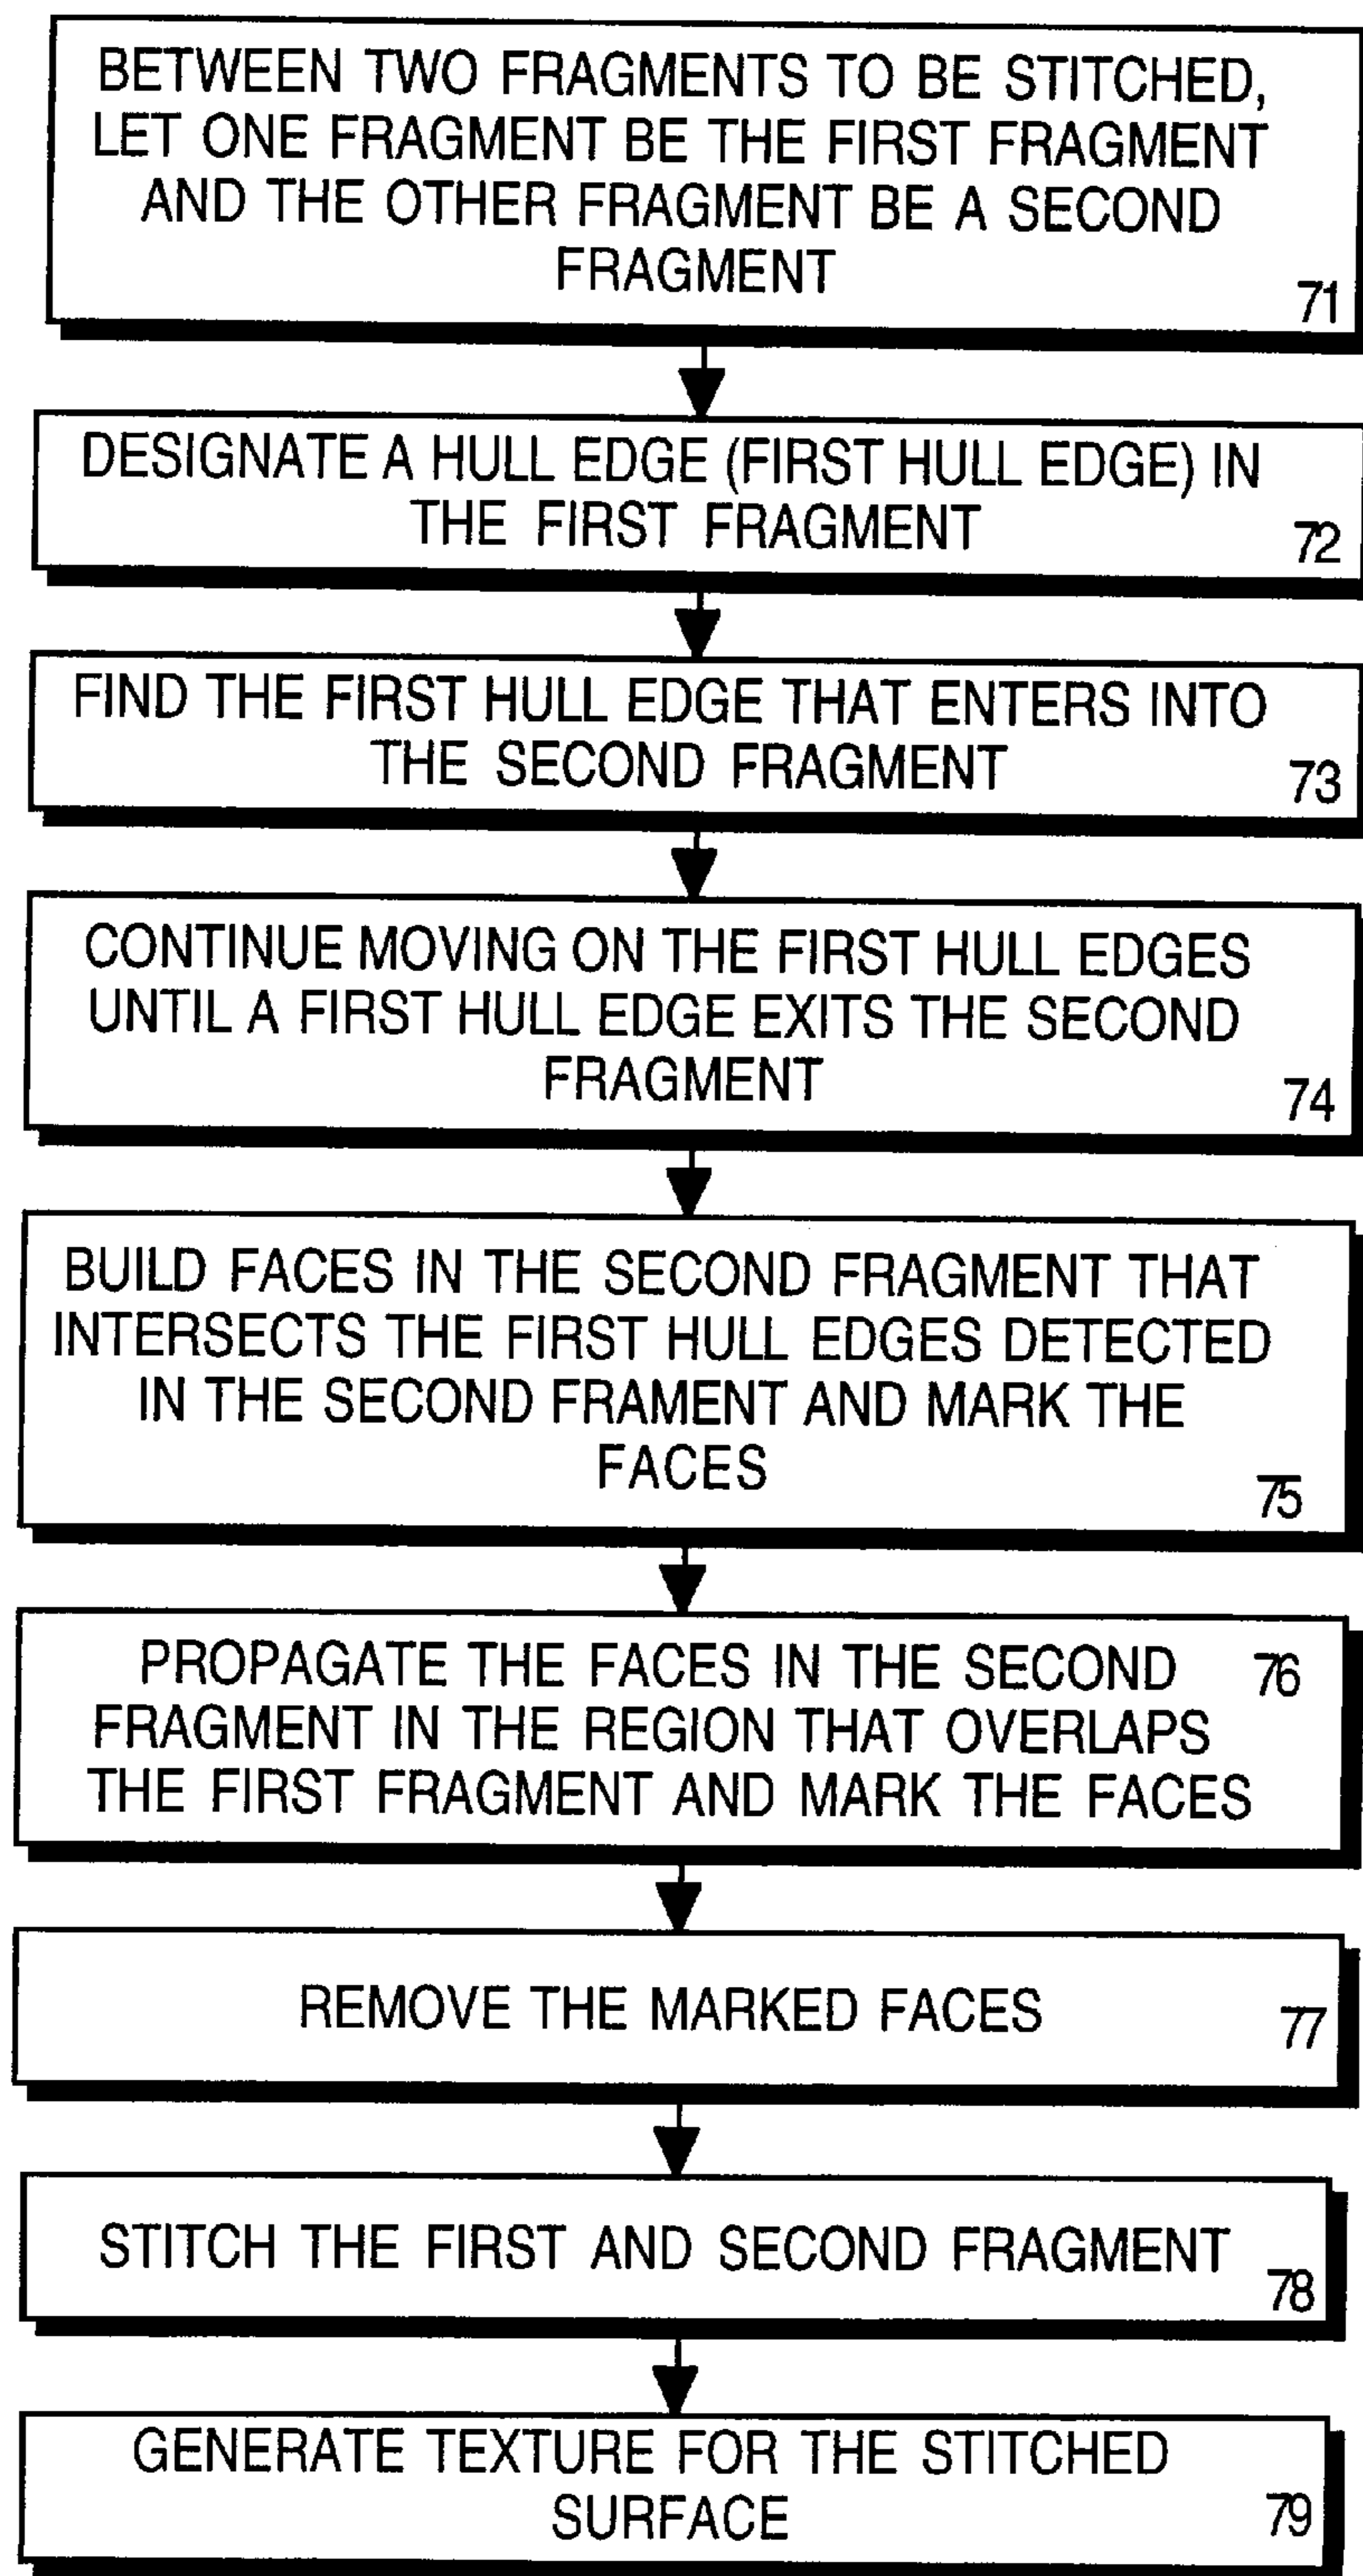 BETWEEN TWO FRAGMENTS TO BE STITCHED,
LET ONE FRAGMENT BE THE FIRST FRAGMENT
AND THE OTHER FRAGMENT BE A SECOND
FRAGMENT
71
DESIGNATE A HULL EDGE (FIRST HULL EDGE) IN
THE FIRST FRAGMENT
72
FIND THE FIRST HULL EDGE THAT ENTERS INTO
THE SECOND FRAGMENT
73
CONTINUE MOVING ON THE FIRST HULL EDGES
UNTIL A FIRST HULL EDGE EXITS THE SECOND
FRAGMENT
74
BUILD FACES IN THE SECOND FRAGMENT THAT
INTERSECTS THE FIRST HULL EDGES DETECTED
IN THE SECOND FRAMENT AND MARK THE
FACES
75
PROPAGATE THE FACES IN THE SECOND 76
FRAGMENT IN THE REGION THAT OVERLAPS
THE FIRST FRAGMENT AND MARK THE FACES
REMOVE THE MARKED FACES
77
STITCH THE FIRST AND SECOND FRAGMENT
78
GENERATE TEXTURE FOR THE STITCHED
SURFACE
79